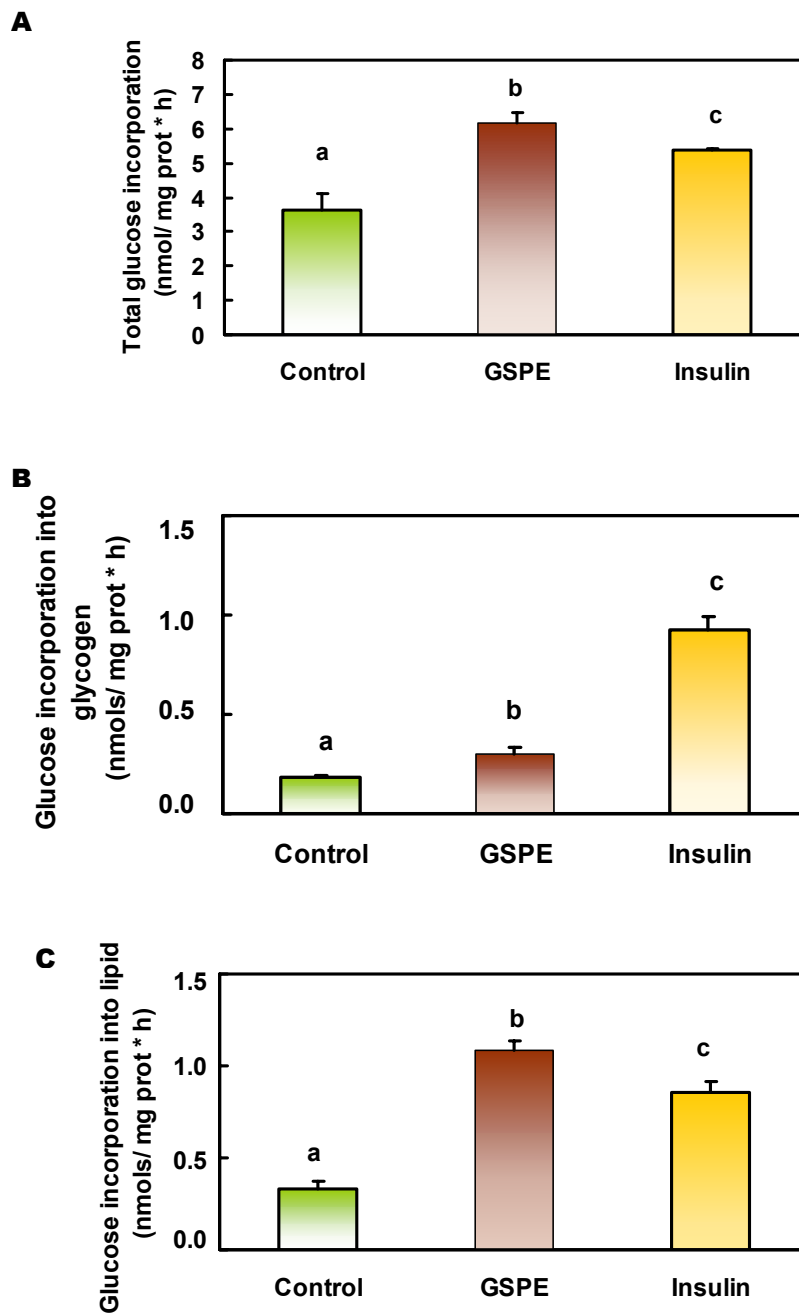 A
Total glucose incorporation
(nmol/ mg prot * h)
8
7
6
5
4
3
2
1
0
a
b
c
Control GSPE Insulin
B
Glucose incorporation into
glycogen
(nmols/ mg prot * h)
1.5
1.0
0.5
0.0
a
b
c
Control GSPE Insulin
C
Glucose incorporation into lipid
(nmols/ mg prot * h)
1.5
1.0
0.5
0.0
a
b
c
Control GSPE Insulin